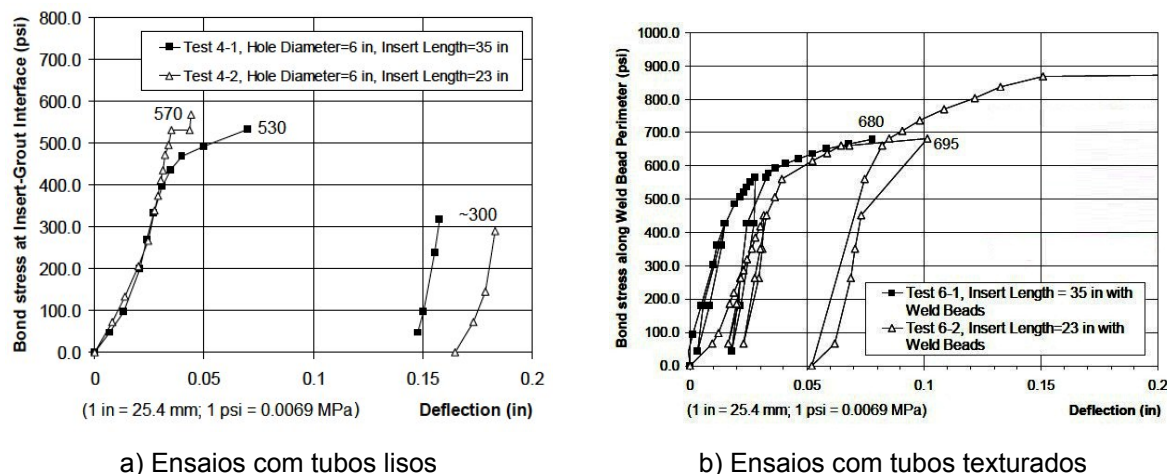 800.0
700.0
600.0
500.0
400.0
300.0
200.0
100.0
0.0
Bond stress at Insert-Grout Interface (psi)
Test 4-1, Hole Diameter=6 in, Insert Length=35 in
Test 4-2, Hole Diameter=6 in, Insert Length=23 in
570
530
~300
0
0.05
0.1
0.15
0.2
(1 in = 25.4 mm; 1 psi = 0.0069 MPa)
Deflection (in)
a) Ensaios com tubos lisos
1000.0
900.0
800.0
700.0
600.0
500.0
400.0
300.0
200.0
100.0
0.0
Bond stress along Weld Bead Perimeter (psi)
680
695
Test 6-1, Insert Length = 35 in with
Weld Beads
Test 6-2, Insert Length=23 in with
Weld Beads
0
0.05
0.1
0.15
0.2
(1 in = 25.4 mm; 1 psi = 0.0069 MPa)
Deflection (in)
b) Ensaios com tubos texturados